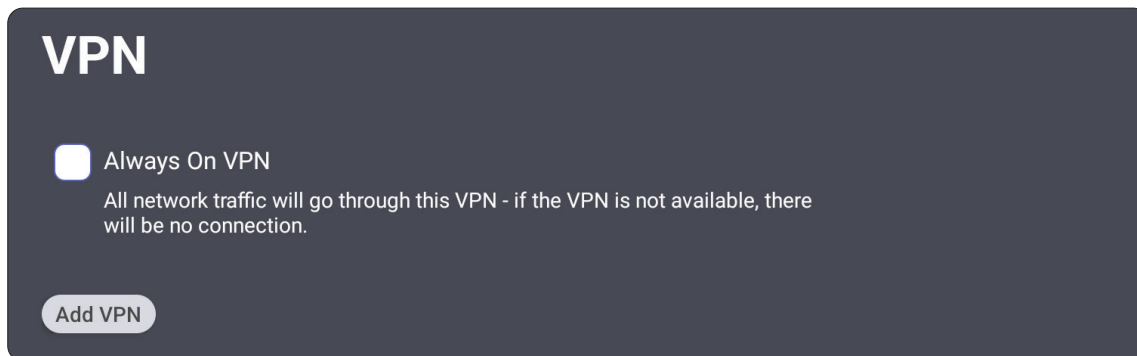 VPN
Always On VPN
All network traffic will go through this VPN - if the VPN is not available, there
will be no connection.
Add VPN